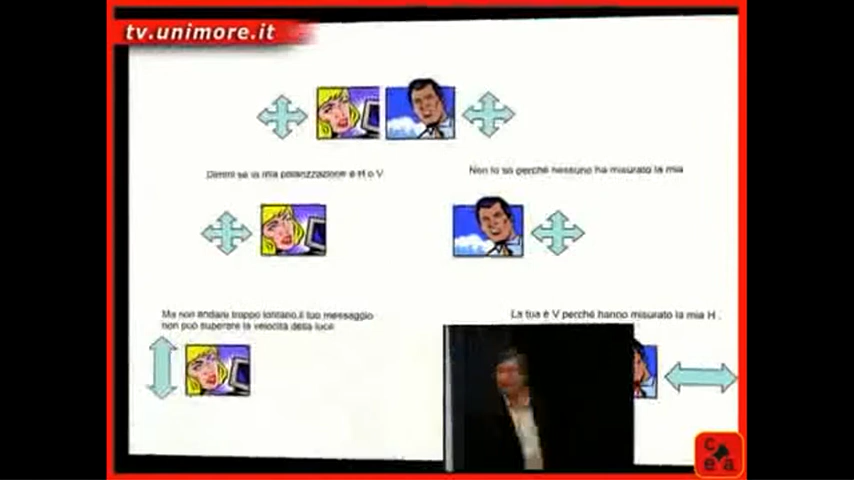 tv.unimore.it
Dimmi se la mia polarizzazione è H o V
Non lo so perché nessuno ha misurato la mia
Ma non andare troppo lontano,il tuo messaggio
non può superare la velocità della luce
La tua è V perché hanno misurato la mia H .
c
e a